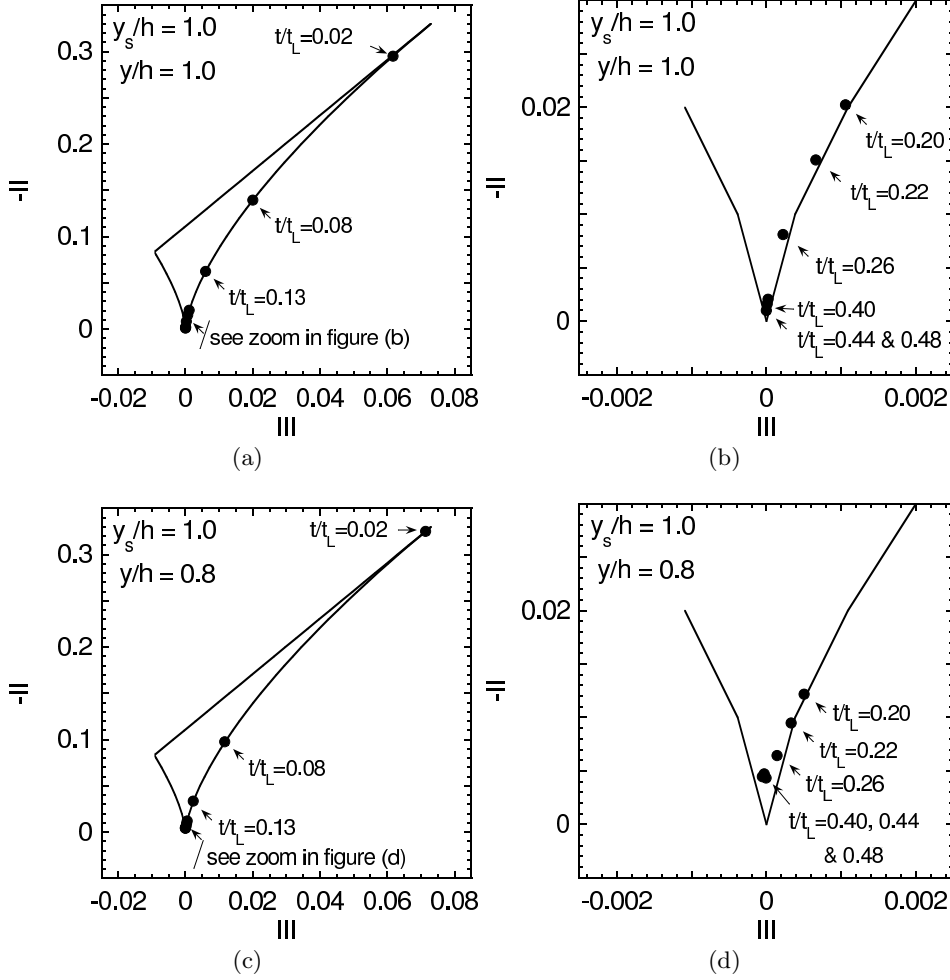 y_s/h = 1.0
y/h = 1.0
t/t_L=0.02
t/t_L=0.08
t/t_L=0.13
see zoom in figure (b)
0.3
0.2
0.1
0
-II
-0.02 0 0.02 0.04 0.06 0.08
III
(a)
y_s/h = 1.0
y/h = 1.0
t/t_L=0.20
t/t_L=0.22
t/t_L=0.26
t/t_L=0.40
t/t_L=0.44 & 0.48
0.02
0
-II
-0.002 0 0.002
III
(b)
y_s/h = 1.0
y/h = 0.8
t/t_L=0.02
t/t_L=0.08
t/t_L=0.13
see zoom in figure (d)
0.3
0.2
0.1
0
-II
-0.02 0 0.02 0.04 0.06 0.08
III
(c)
y_s/h = 1.0
y/h = 0.8
t/t_L=0.20
t/t_L=0.22
t/t_L=0.26
t/t_L=0.40, 0.44
& 0.48
0.02
0
-II
-0.002 0 0.002
III
(d)